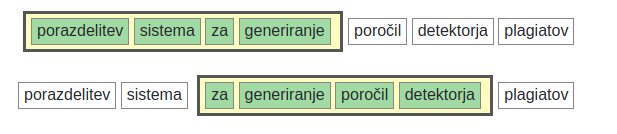 porazdelitev sistema za generiranje poročil detektorja plagiatov
porazdelitev sistema za generiranje poročil detektorja plagiatov